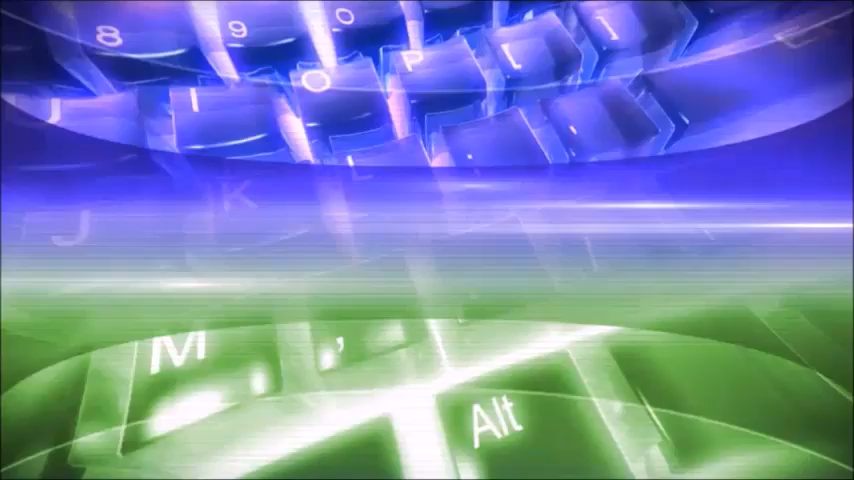 8 9 0
I O P [ ]
L
J K
M ,
Alt